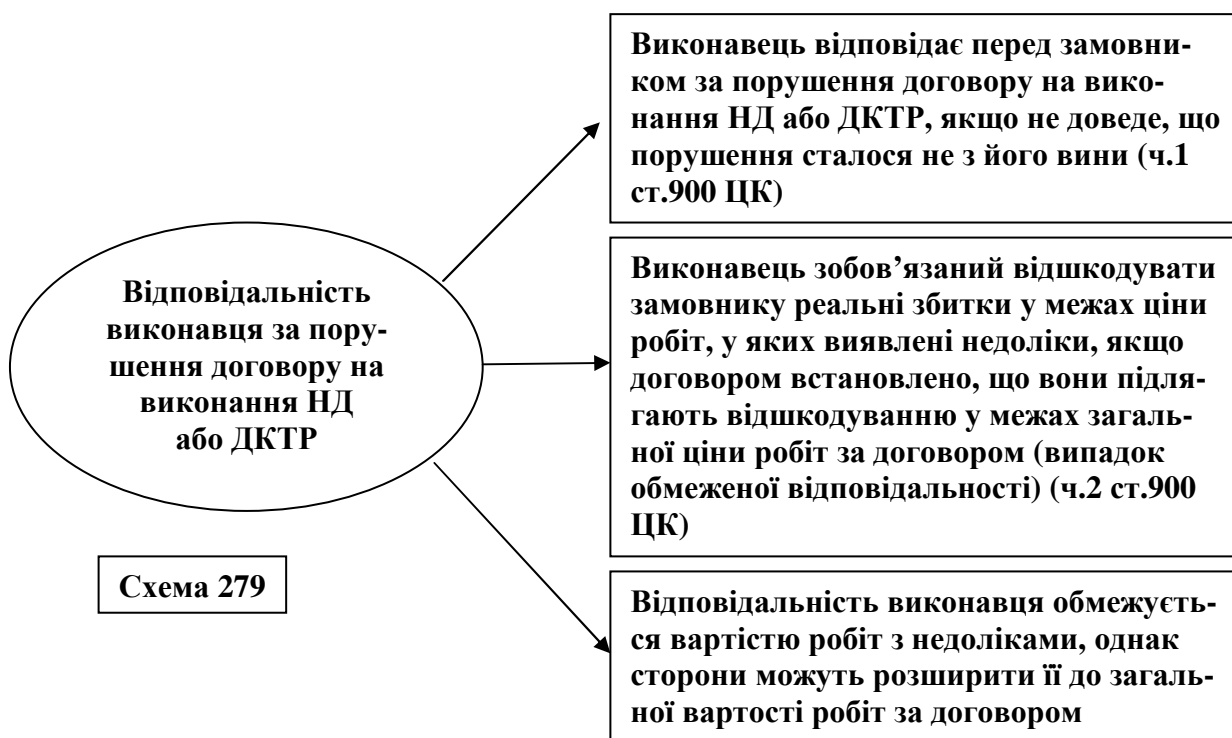 Виконавець відповідає перед замовни-
ком за порушення договору на вико-
нання НД або ДКТР, якщо не доведе, що
порушення сталося не з його вини (ч.1
ст.900 ЦК)
Відповідальність
виконавця за пору-
шення договору на
виконання НД
або ДКТР
Виконавець зобов’язаний відшкодувати
замовнику реальні збитки у межах ціни
робіт, у яких виявлені недоліки, якщо
договором встановлено, що вони підля-
гають відшкодуванню у межах загаль-
ної ціни робіт за договором (випадок
обмеженої відповідальності) (ч.2 ст.900
ЦК)
Схема 279
Відповідальність виконавця обмежуєть-
ся вартістю робіт з недоліками, однак
сторони можуть розширити її до загаль-
ної вартості робіт за договором